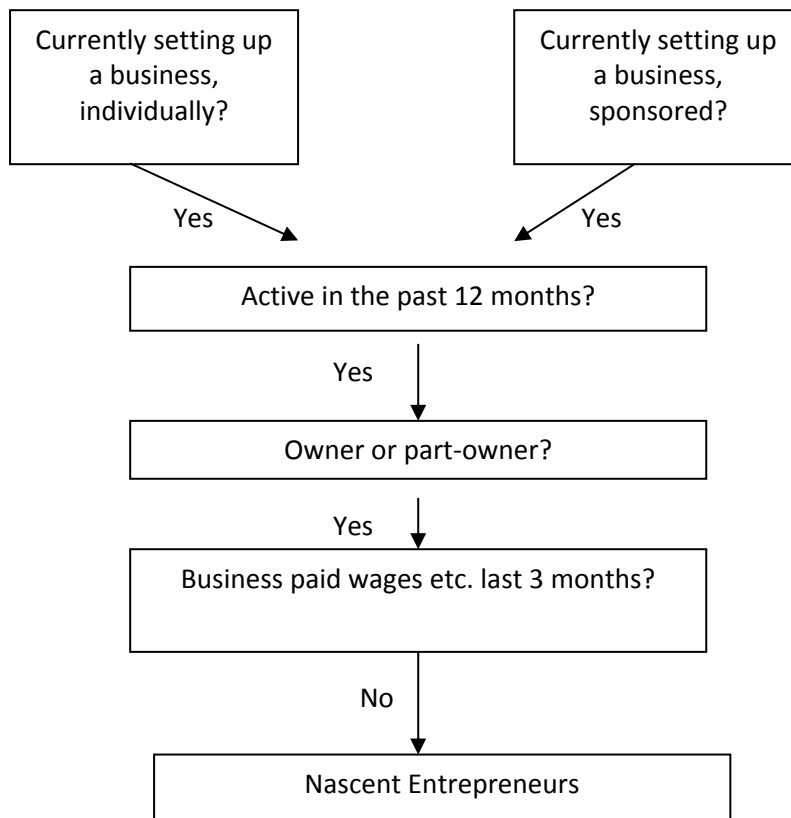 Currently setting up
a business,
individually?
Currently setting up
a business,
sponsored?
Yes
Yes
Active in the past 12 months?
Yes
Owner or part-owner?
Yes
Business paid wages etc. last 3 months?
No
Nascent Entrepreneurs